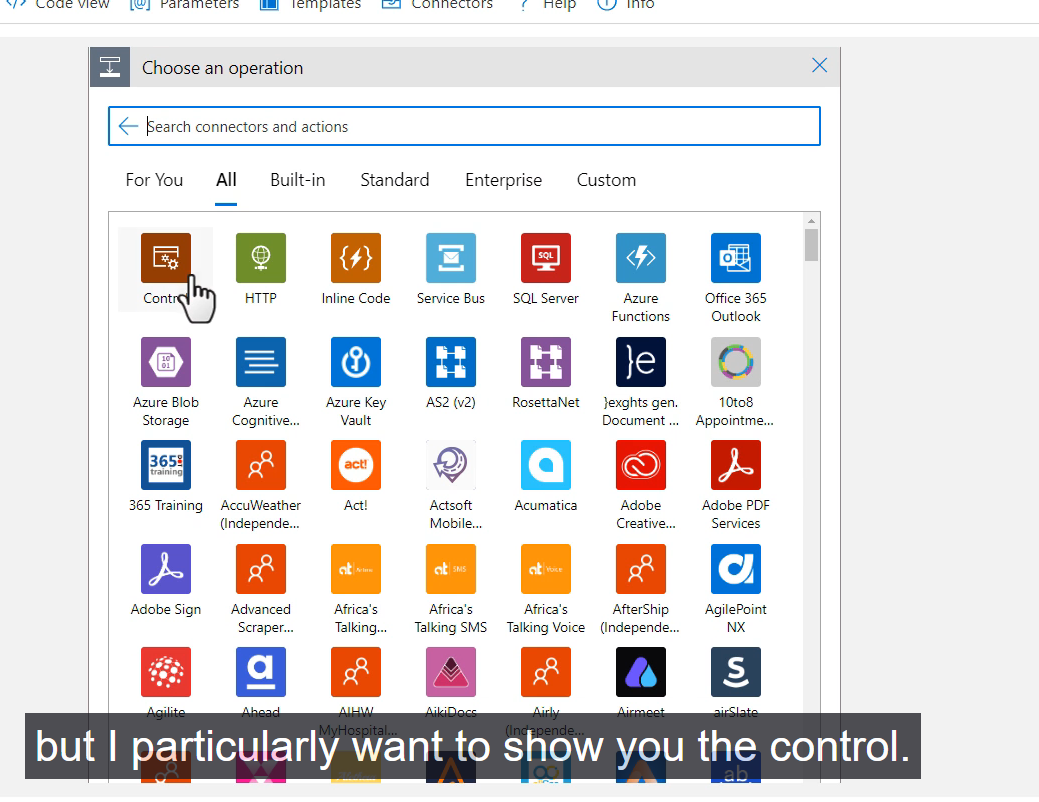 Code view Parameters Templates Connectors ? Help Info
Choose an operation
Search connectors and actions
For You All Built-in Standard Enterprise Custom
HTTP Inline Code Service Bus SQL Server Azure Office 365
Functions Outlook
Azure Blob Azure Azure Key AS2 (v2) RosettaNet }exghts gen. 10to8
Storage Cognitive... Vault Document ... Appointme...
365 Training AccuWeather Act! Actsoft Acumatica Adobe Adobe PDF
(Independe... Mobile... Creative... Services
Adobe Sign Advanced Africa's Africa's Africa's AfterShip AgilePoint
Scraper... Talking... Talking SMS Talking Voice (Independe... NX
Agilite Ahead AIHW AikiDocs Airly Airmeet airSlate
MyHospital... (Independe...
but I particularly want to show you the control.